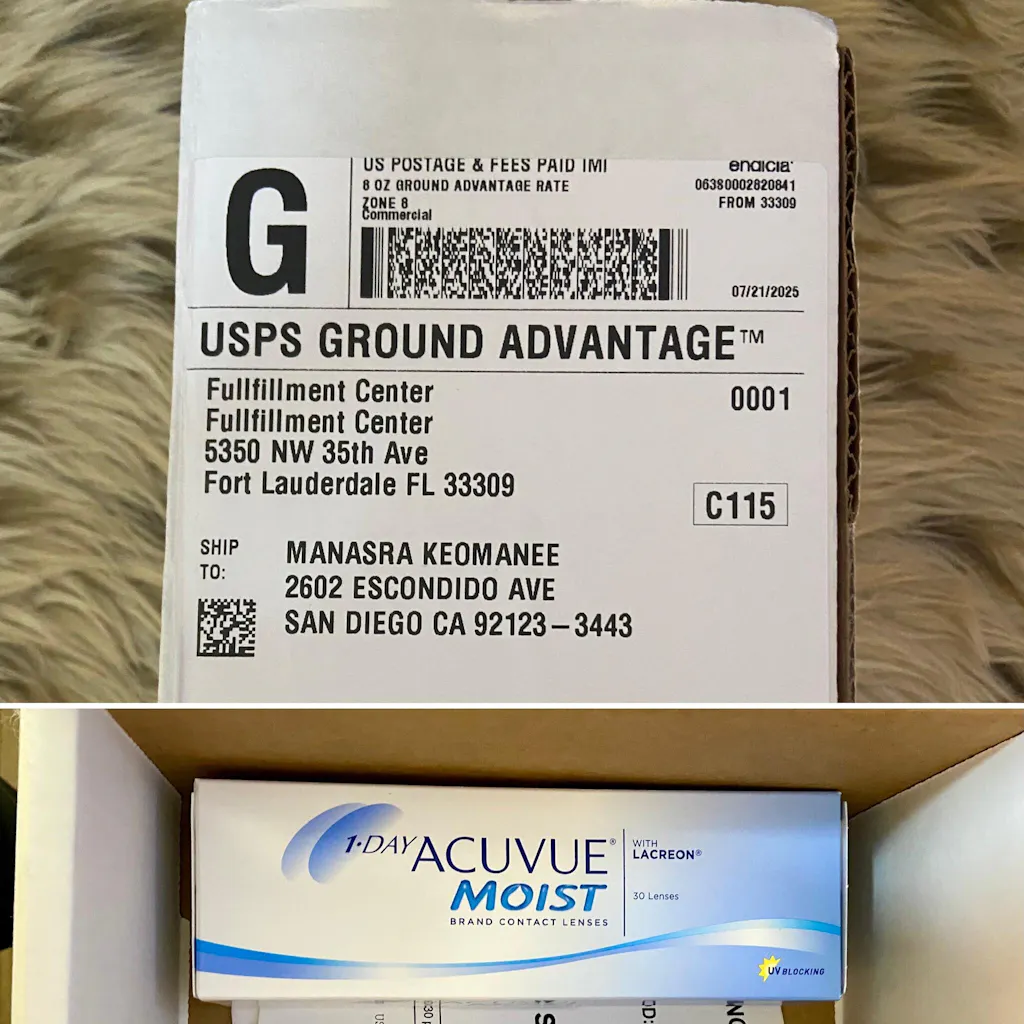 G
US POSTAGE & FEES PAID IMI
8 OZ GROUND ADVANTAGE RATE
ZONE 8
Commercial
endicia
06380002820841
FROM 33309
07/21/2025
USPS GROUND ADVANTAGE™
Fullfillment Center
Fullfillment Center
5350 NW 35th Ave
Fort Lauderdale FL 33309
0001
C115
SHIP
TO:
MANASRA KEOMANEE
2602 ESCONDIDO AVE
SAN DIEGO CA 92123-3443
1·DAY ACUVUE®
MOIST
BRAND CONTACT LENSES
WITH
LACREON®
30 Lenses
UV BLOCKING